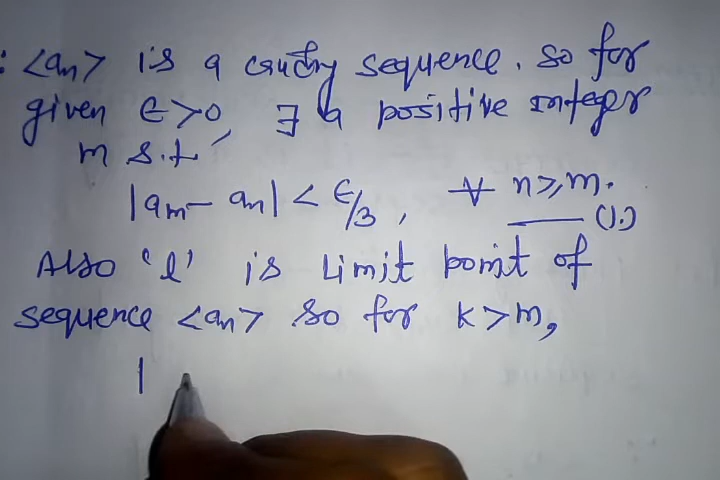 : <an> is a cauchy sequence. so for
given ϵ>0, ∃ a positive integer
m s.t.
|am - an| < ϵ/3, ∀ n≥m.
—— (1.)
Also 'l' is limit point of
sequence <an> so for k>m,
|